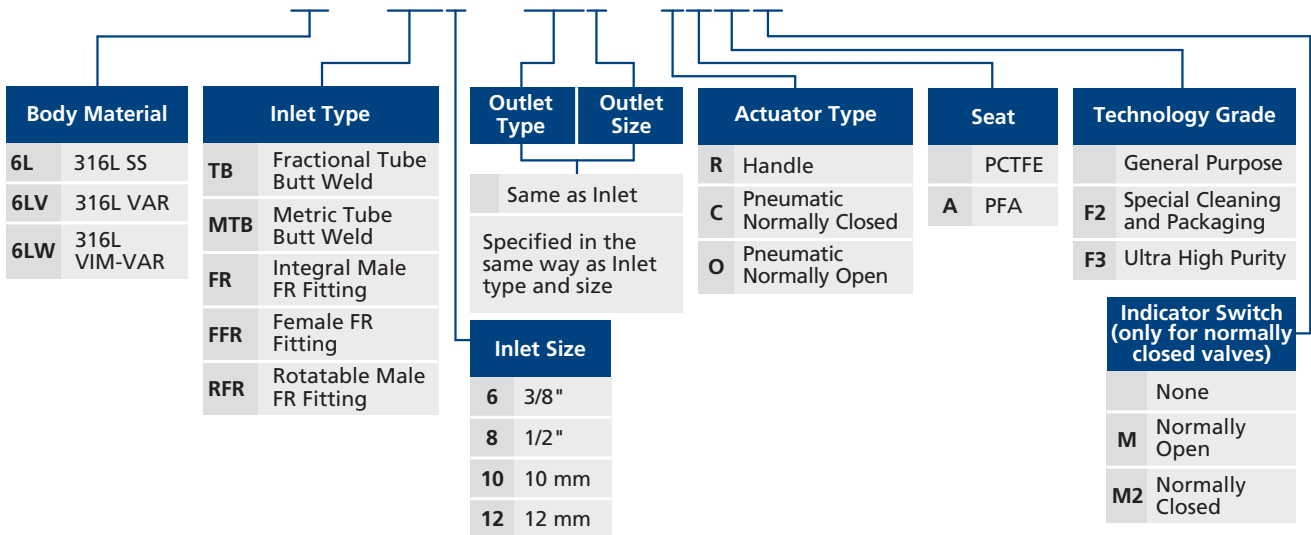 Body Material
6L 316L SS
6LV 316L VAR
6LW 316L
VIM-VAR
Inlet Type
TB Fractional Tube
Butt Weld
MTB Metric Tube
Butt Weld
FR Integral Male
FR Fitting
FFR Female FR
Fitting
RFR Rotatable Male
FR Fitting
Outlet
Type
Outlet
Size
Same as Inlet
Specified in the
same way as Inlet
type and size
Inlet Size
6 3/8"
8 1/2"
10 10 mm
12 12 mm
Actuator Type
R Handle
C Pneumatic
Normally Closed
O Pneumatic
Normally Open
Seat
PCTFE
A PFA
Technology Grade
General Purpose
F2 Special Cleaning
and Packaging
F3 Ultra High Purity
Indicator Switch
(only for normally
closed valves)
None
M Normally
Open
M2 Normally
Closed